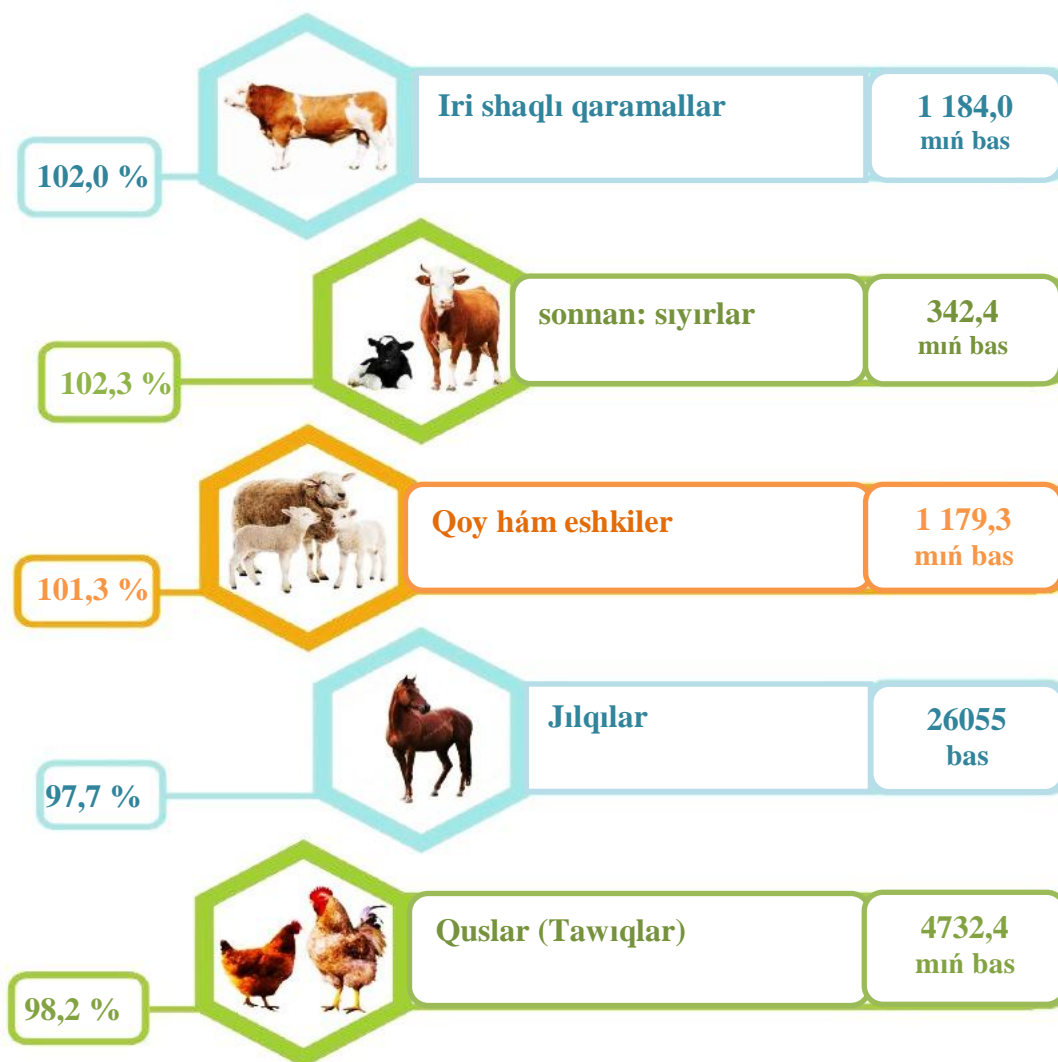 Iri shaqlı qaramallar
1 184,0
mıń bas
102,0 %
sonnan: sıyırlar
342,4
mıń bas
102,3 %
Qoy hám eshkiler
1 179,3
mıń bas
101,3 %
Jılqılar
26055
bas
97,7 %
Quslar (Tawıqlar)
4732,4
mıń bas
98,2 %